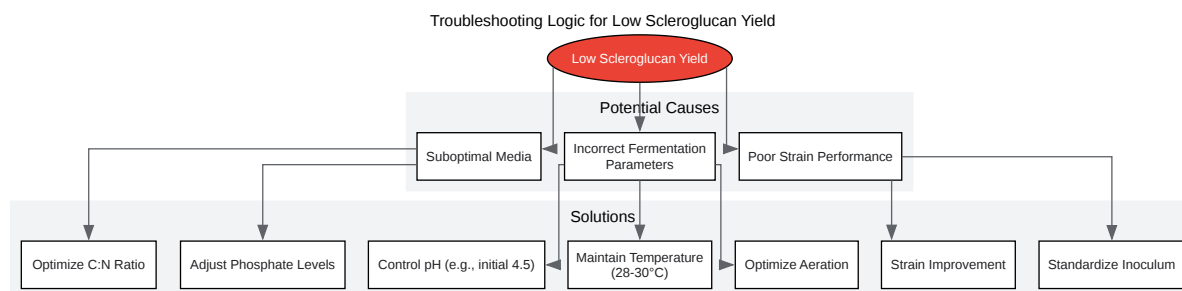 Troubleshooting Logic for Low Scleroglucan Yield
Low Scleroglucan Yield
Potential Causes
Suboptimal Media
Incorrect Fermentation
Parameters
Poor Strain Performance
Solutions
Optimize C:N Ratio
Adjust Phosphate Levels
Control pH (e.g., initial 4.5)
Maintain Temperature
(28-30°C)
Optimize Aeration
Strain Improvement
Standardize Inoculum